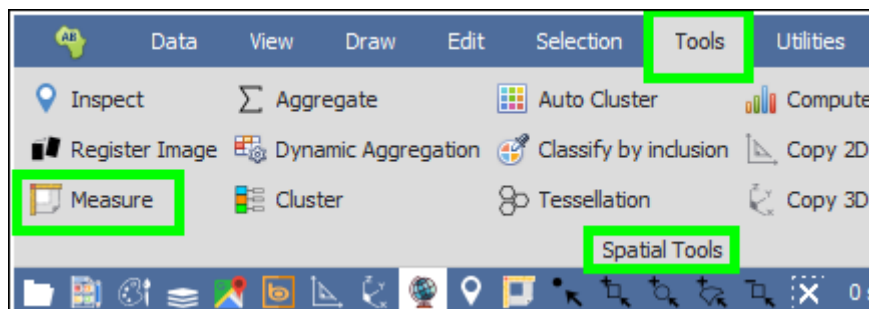 AB Data View Draw Edit Selection Tools Utilities
Inspect Aggregate Auto Cluster Compute
Register Image Dynamic Aggregation Classify by inclusion Copy 2D
Measure Cluster Tessellation Copy 3D
Spatial Tools
0 s